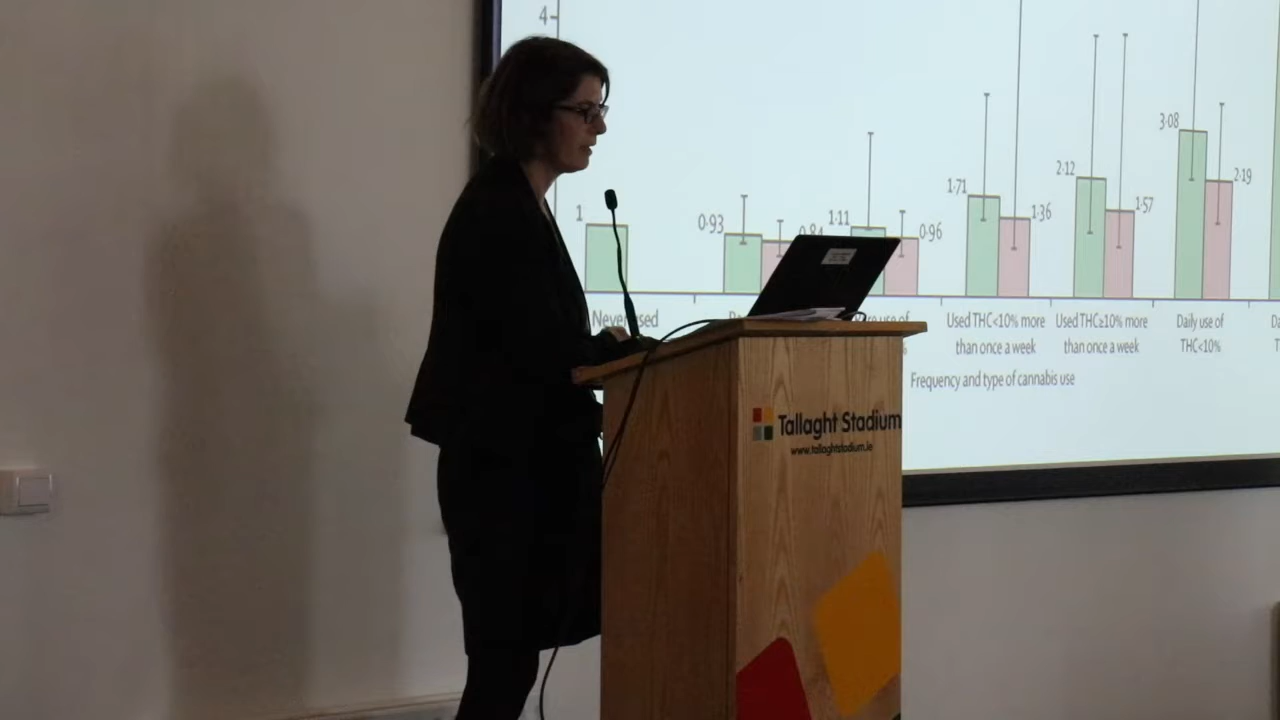 4
3·08
2·12
2·19
1·71
1
0·93
1·11
1·36
1·57
0·84
0·96
Used THC<10% more
than once a week
Used THC≥10% more
than once a week
Daily use of
THC<10%
Frequency and type of cannabis use
Tallaght Stadium
www.tallaghtstadium.ie